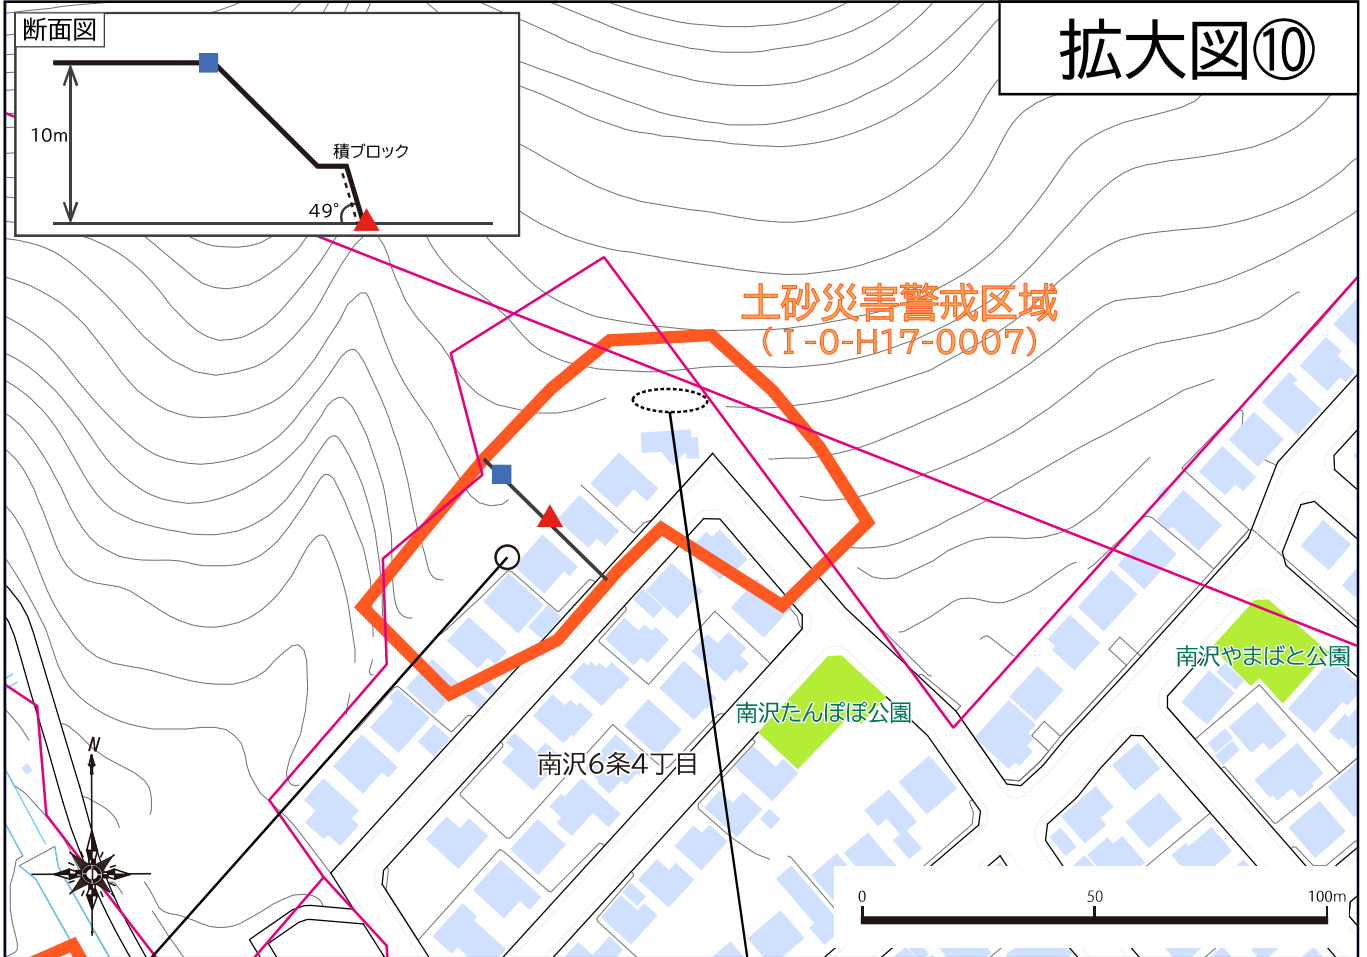 断面図
拡大図⑩
10m
積ブロック
49°
土砂災害警戒区域
(Ⅰ-0-H17-0007)
南沢やまばと公園
南沢たんぽぽ公園
南沢6条4丁目
N
0 50 100m